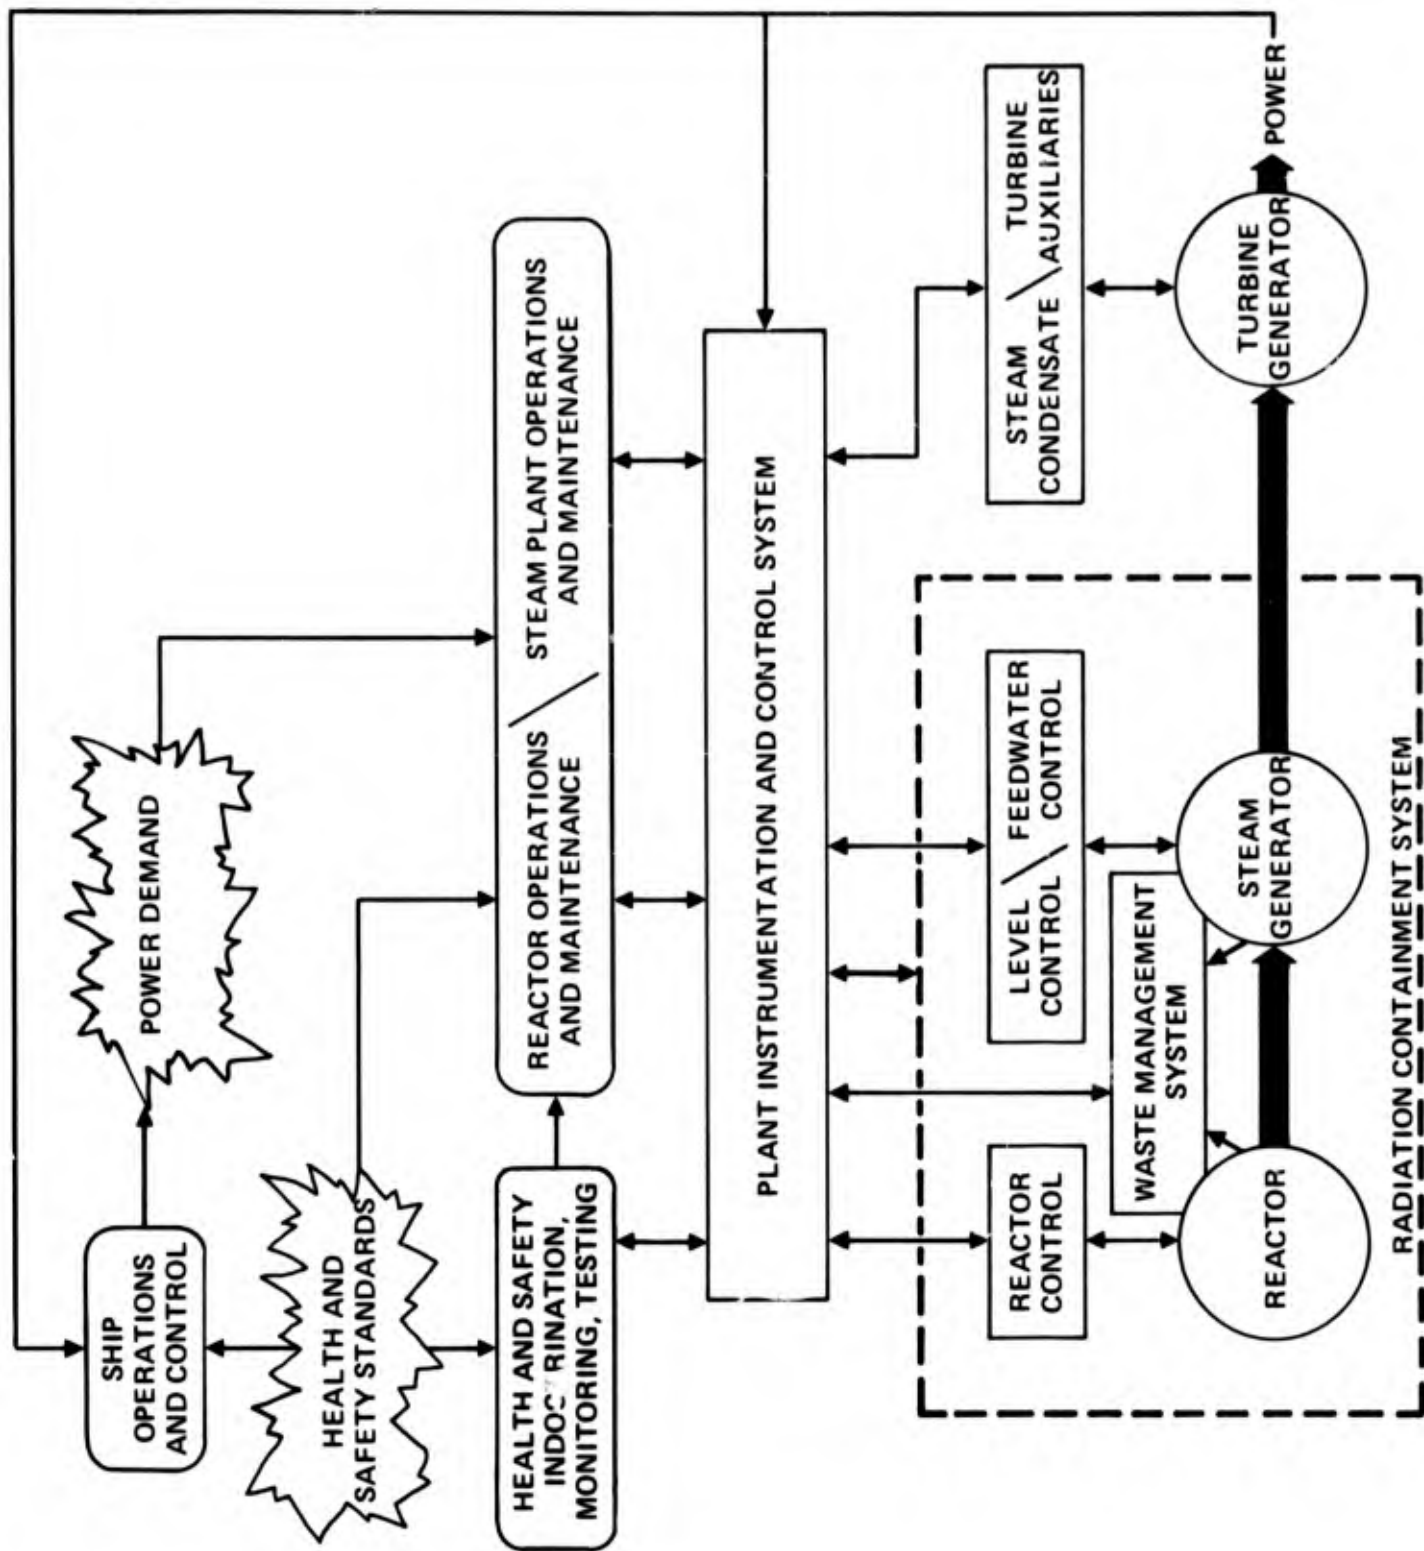 SHIP
OPERATIONS
AND CONTROL
POWER DEMAND
HEALTH AND
SAFETY STANDARDS
HEALTH AND SAFETY
INDOCTRINATION,
MONITORING, TESTING
REACTOR OPERATIONS
AND MAINTENANCE
/
STEAM PLANT OPERATIONS
AND MAINTENANCE
PLANT INSTRUMENTATION AND CONTROL SYSTEM
REACTOR
CONTROL
LEVEL / FEEDWATER
CONTROL / CONTROL
STEAM / TURBINE
CONDENSATE / AUXILIARIES
WASTE MANAGEMENT
SYSTEM
REACTOR
STEAM
GENERATOR
TURBINE
GENERATOR
POWER
RADIATION CONTAINMENT SYSTEM